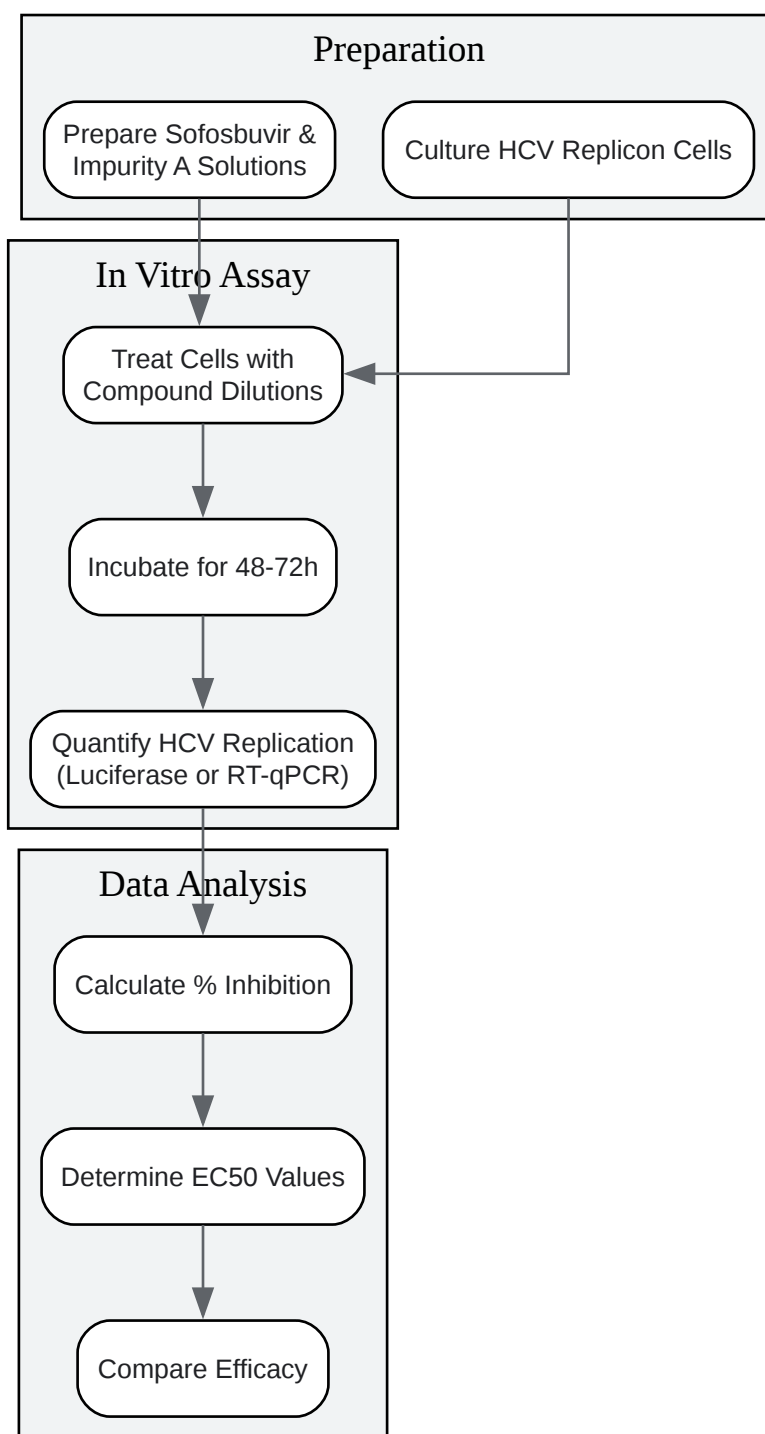 Preparation
Prepare Sofosbuvir &
Impurity A Solutions
Culture HCV Replicon Cells
In Vitro Assay
Treat Cells with
Compound Dilutions
Incubate for 48-72h
Quantify HCV Replication
(Luciferase or RT-qPCR)
Data Analysis
Calculate % Inhibition
Determine EC50 Values
Compare Efficacy